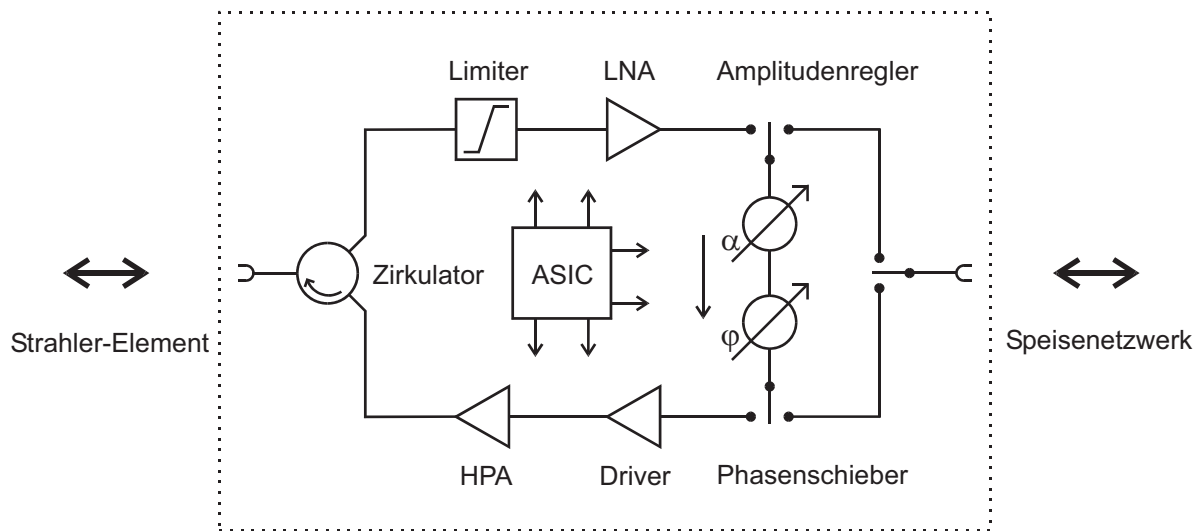 Limiter
LNA
Amplitudenregler
α
Zirkulator
ASIC
φ
Strahler-Element
Speisenetzwerk
HPA
Driver
Phasenschieber